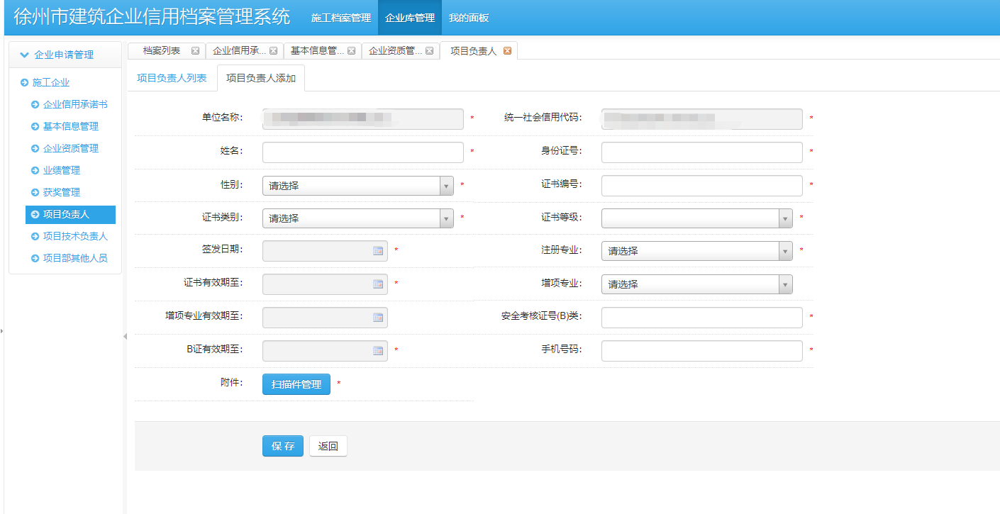 徐州市建筑企业信用档案管理系统 施工档案管理 企业库管理 我的面板
企业申请管理
施工企业
企业信用承诺书
基本信息管理
企业资质管理
业绩管理
获奖管理
项目负责人
项目技术负责人
项目部其他人员
档案列表 企业信用承... 基本信息管... 企业资质管... 项目负责人
项目负责人列表 项目负责人添加
单位名称: * 统一社会信用代码: *
姓名: * 身份证号: *
性别: 请选择 * 证书编号: *
证书类别: 请选择 * 证书等级: *
签发日期: * 注册专业: 请选择 *
证书有效期至: * 增项专业: 请选择
增项专业有效期至: 安全考核证号(B)类: *
B证有效期至: * 手机号码: *
附件: 扫描件管理 *
保 存 返回